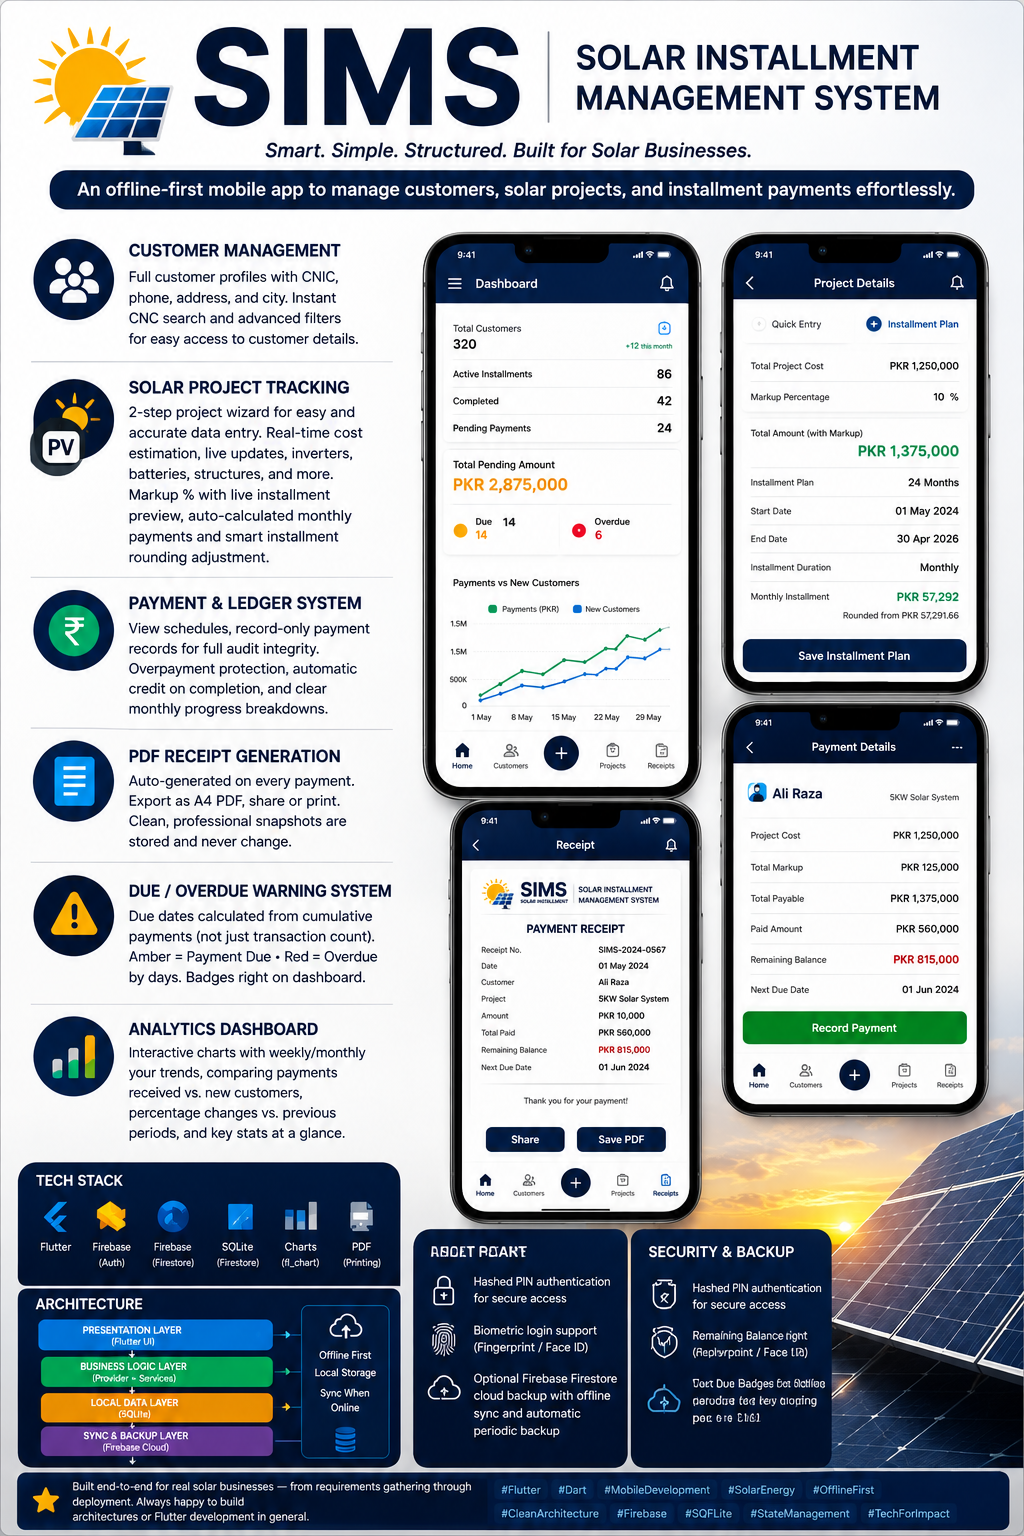 SIMS
SOLAR INSTALLMENT
MANAGEMENT SYSTEM
Smart. Simple. Structured. Built for Solar Businesses.
An offline-first mobile app to manage customers, solar projects, and installment payments effortlessly.
CUSTOMER MANAGEMENT
Full customer profiles with CNIC,
phone, address, and city. Instant
CNC search and advanced filters
for easy access to customer details.
PV
SOLAR PROJECT TRACKING
2-step project wizard for easy and
accurate data entry. Real-time cost
estimation, live updates, inverters,
batteries, structures, and more.
Markup % with live installment
preview, auto-calculated monthly
payments and smart installment
rounding adjustment.
₹
PAYMENT & LEDGER SYSTEM
View schedules, record-only payment
records for full audit integrity.
Overpayment protection, automatic
credit on completion, and clear
monthly progress breakdowns.
PDF RECEIPT GENERATION
Auto-generated on every payment.
Export as A4 PDF, share or print.
Clean, professional snapshots are
stored and never change.
DUE / OVERDUE WARNING SYSTEM
Due dates calculated from cumulative
payments (not just transaction count).
Amber = Payment Due • Red = Overdue
by days. Badges right on dashboard.
ANALYTICS DASHBOARD
Interactive charts with weekly/monthly
your trends, comparing payments
received vs. new customers,
percentage changes vs. previous
periods, and key stats at a glance.
9:41
Dashboard
Total Customers
320
+12 this month
Active Installments 86
Completed 42
Pending Payments 24
Total Pending Amount
PKR 2,875,000
Due 14
14
Overdue
6
Payments vs New Customers
Payments (PKR) New Customers
1.5M
1.5M
500K
0
1 May 8 May 15 May 22 May 29 May
Home Customers + Projects Receipts
9:41
Project Details
Quick Entry + Installment Plan
Total Project Cost PKR 1,250,000
Markup Percentage 10 %
Total Amount (with Markup)
PKR 1,375,000
Installment Plan 24 Months
Start Date 01 May 2024
End Date 30 Apr 2026
Installment Duration Monthly
Monthly Installment PKR 57,292
Rounded from PKR 57,291.66
Save Installment Plan
9:41
Receipt
SIMS
SOLAR INSTALLMENT
SOLAR INSTALLMENT
MANAGEMENT SYSTEM
PAYMENT RECEIPT
Receipt No. SIMS-2024-0567
Date 01 May 2024
Customer Ali Raza
Project 5KW Solar System
Amount PKR 10,000
Total Paid PKR 560,000
Remaining Balance PKR 815,000
Next Due Date 01 Jun 2024
Thank you for your payment!
Share Save PDF
Home Customers + Projects Receipts
9:41
Payment Details
Ali Raza 5KW Solar System
Project Cost PKR 1,250,000
Total Markup PKR 125,000
Total Payable PKR 1,375,000
Paid Amount PKR 560,000
Remaining Balance PKR 815,000
Next Due Date 01 Jun 2024
Record Payment
Home Customers + Projects Receipts
TECH STACK
Flutter
Firebase
(Auth)
Firebase
(Firestore)
SQLite
(Firestore)
Charts
(fl_chart)
PDF
(Printing)
ARCHITECTURE
PRESENTATION LAYER
(Flutter UI)
BUSINESS LOGIC LAYER
(Provider + Services)
LOCAL DATA LAYER
(SQLite)
SYNC & BACKUP LAYER
(Firebase Cloud)
Offline First
Local Storage
Sync When
Online
Hashed PIN authentication
for secure access
Biometric login support
(Fingerprint / Face ID)
Optional Firebase Firestore
cloud backup with offline
sync and automatic
periodic backup
SECURITY & BACKUP
Hashed PIN authentication
for secure access
Remaining Balance right
/ Face
Due Badges
key
Built end-to-end for real solar businesses — from requirements gathering through
deployment. Always happy to build
architectures or Flutter development in general.
#Flutter #Dart #MobileDevelopment #SolarEnergy #OfflineFirst
#CleanArchitecture #Firebase #SQFLite #StateManagement #TechForImpact